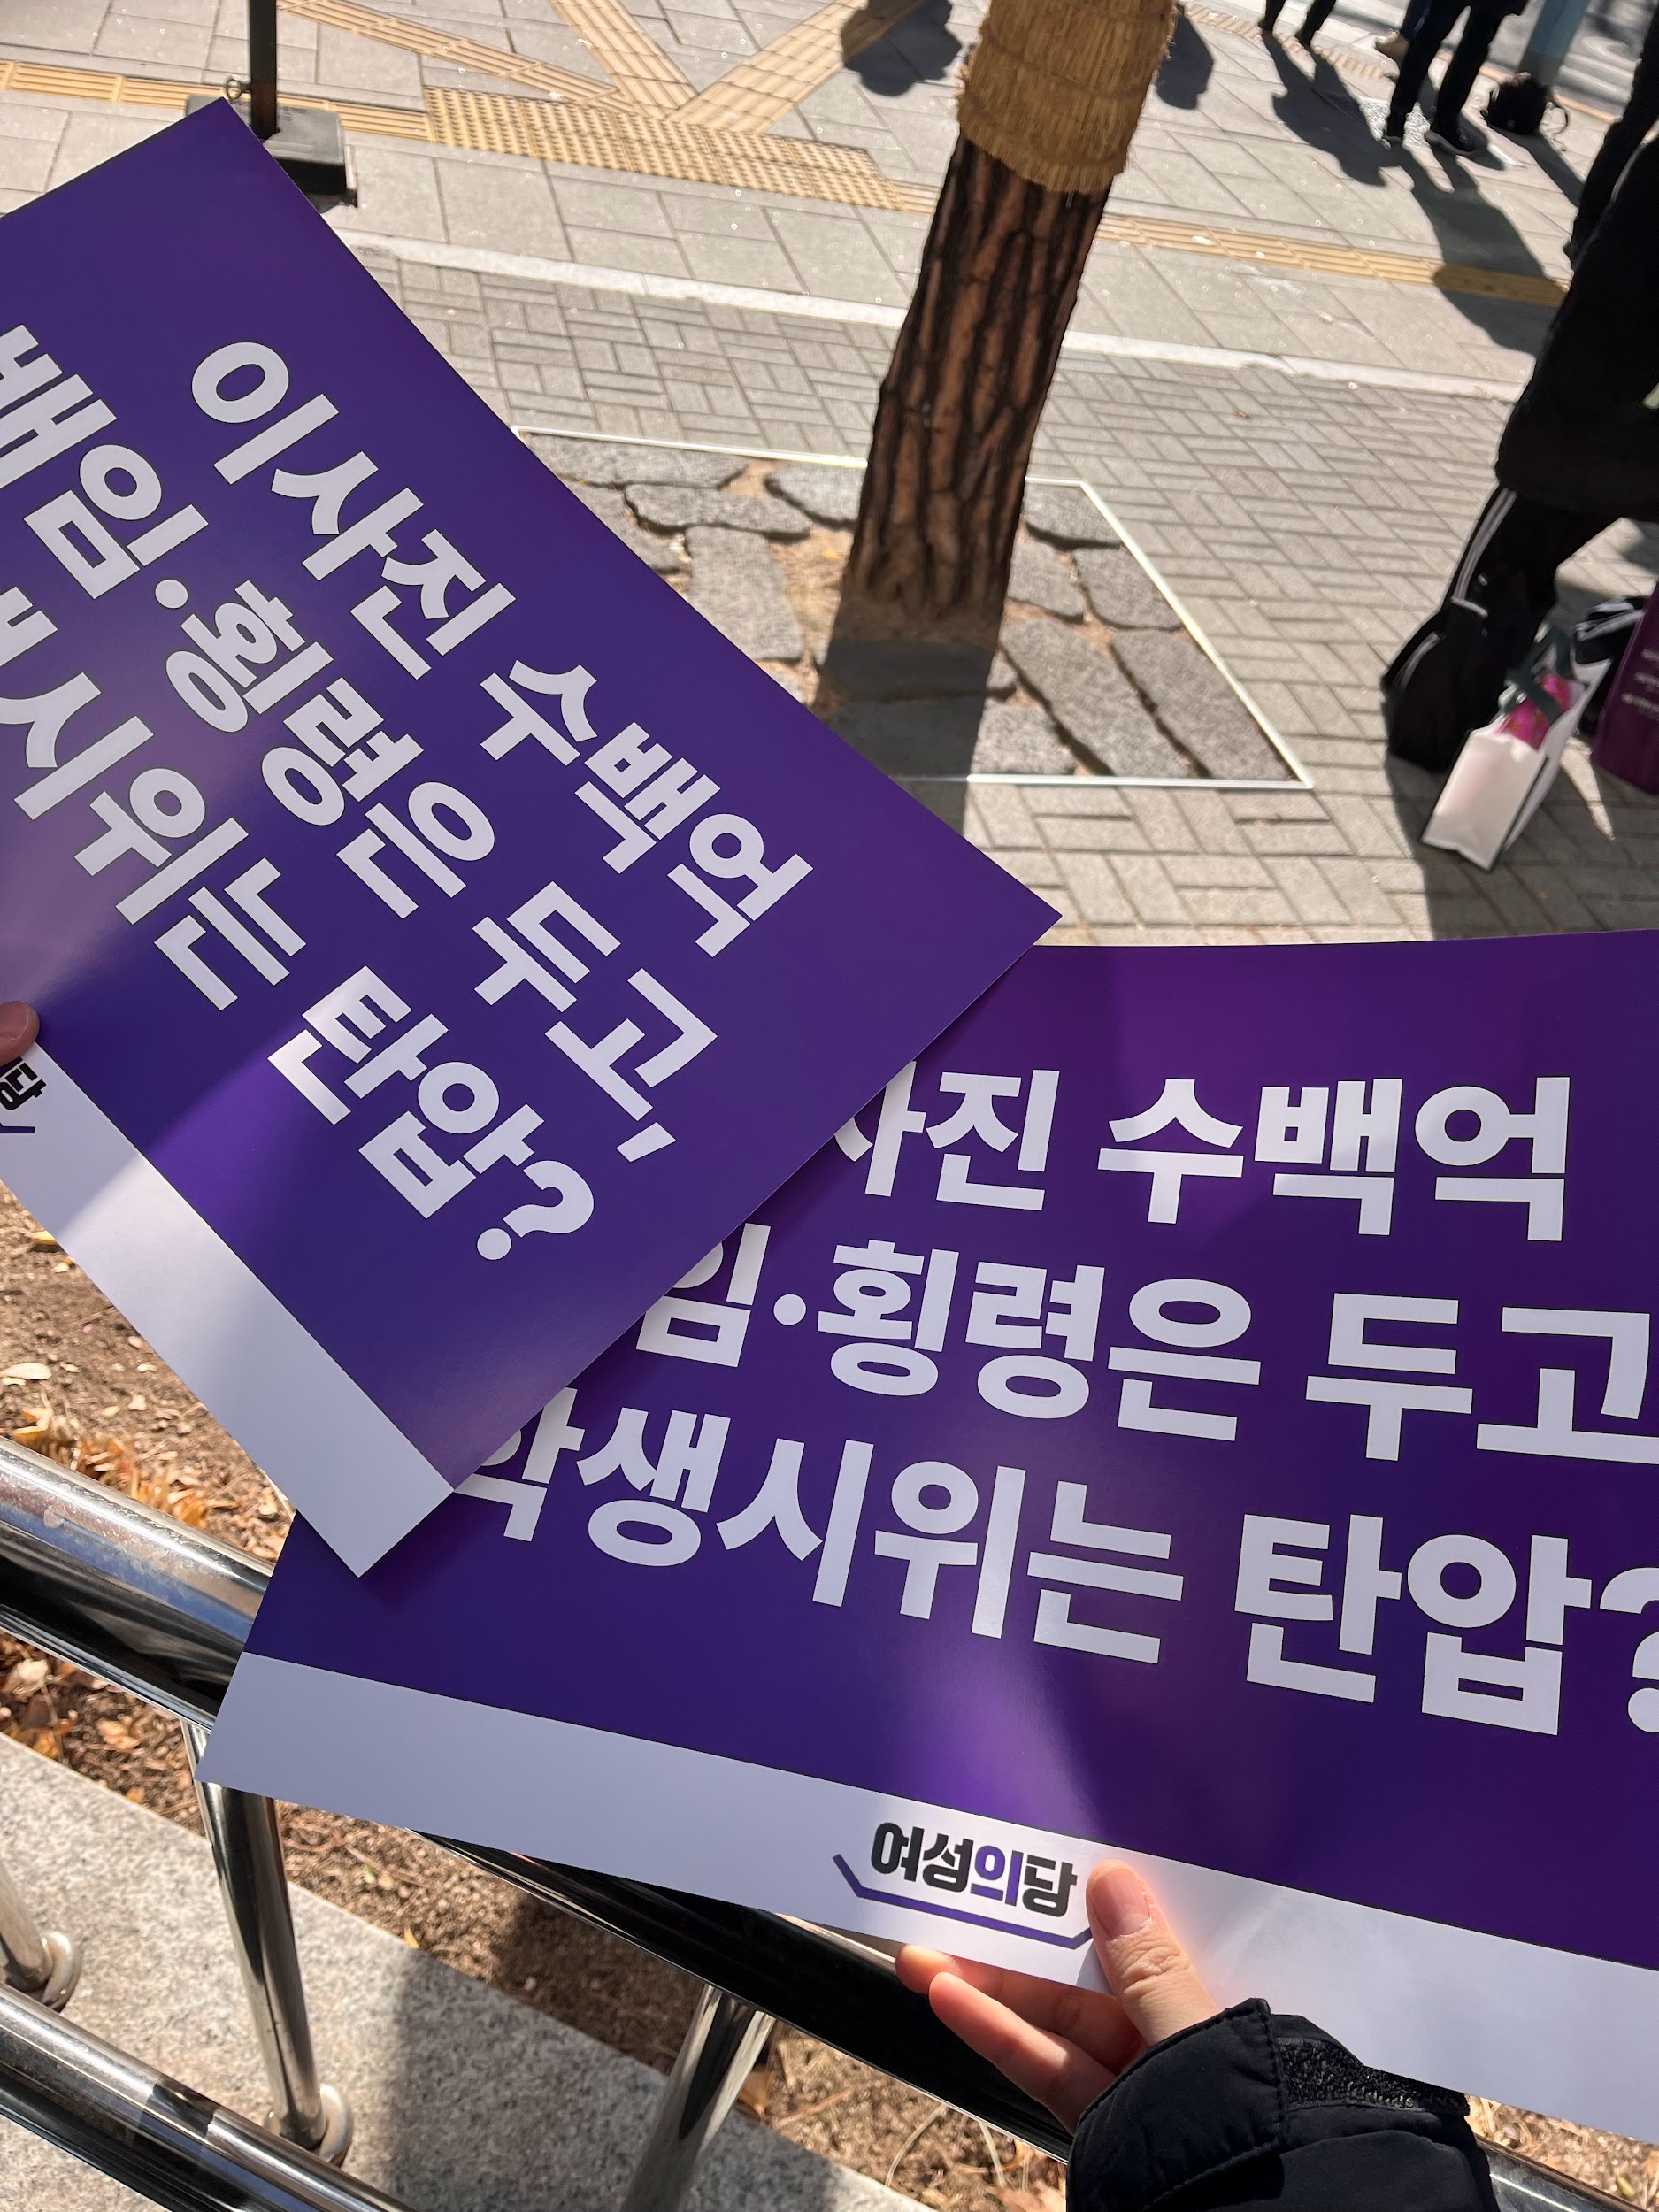 이사진 수백억
배임·횡령은 두고,
시위는 탄압?
사진 수백억
임·횡령은 두고
학생시위는 탄압?
여성의당